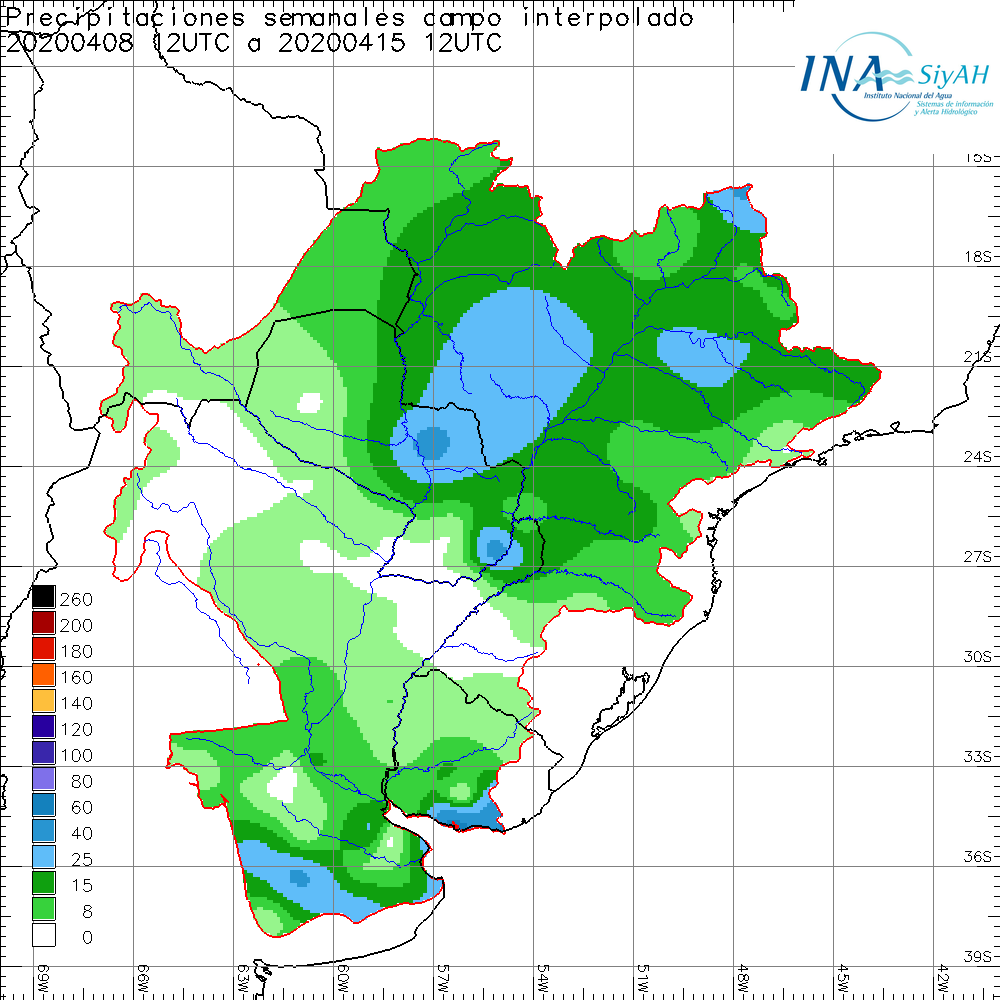 Precipitaciones semanales campo interpolado
20200408 12UTC a 20200415 12UTC
INA SiyAH
Instituto Nacional del Agua
Sistemas de información
y Alerta Hidrológico
15S
18S
21S
24S
27S
30S
33S
36S
39S
260
200
180
160
140
120
100
80
60
40
25
15
8
0
69W 66W 63W 60W 57W 54W 51W 48W 45W 42W